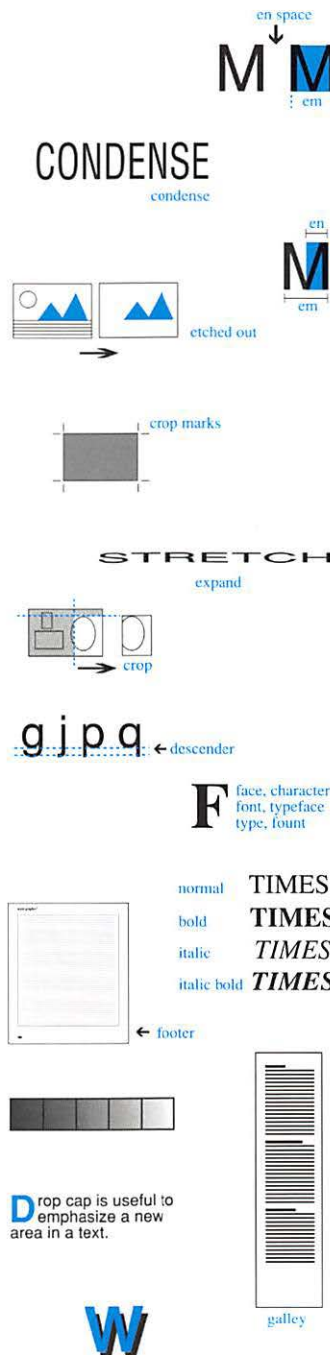 en space
M M
em
CONDENSE
condense
en
M
em
etched out
crop marks
STRETCH
expand
crop
g j p q
descender
F
face, character
font, typeface
type, fount
normal TIMES
bold TIMES
italic TIMES
italic bold TIMES
footer
Drop cap is useful to
emphasize a new
area in a text.
galley
W